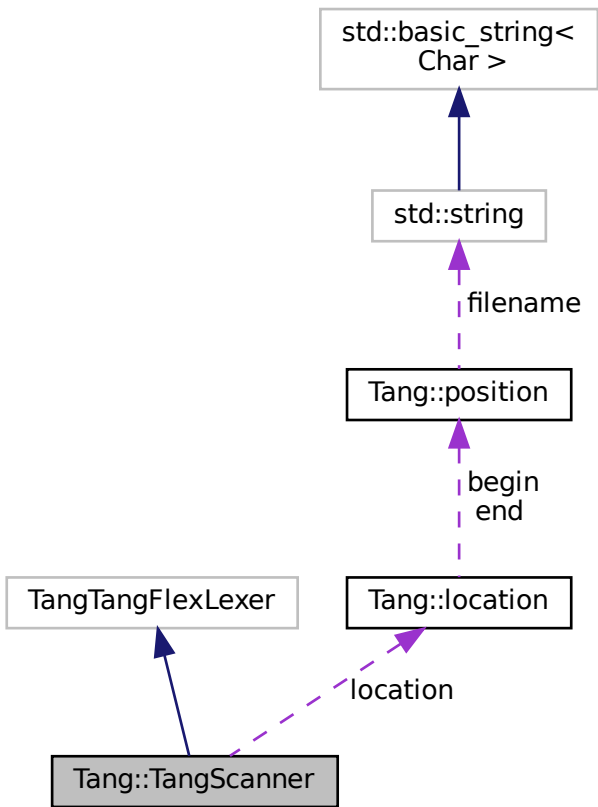 std::basic_string<
Char >
std::string
filename
Tang::position
begin
end
TangTangFlexLexer
Tang::location
location
Tang::TangScanner